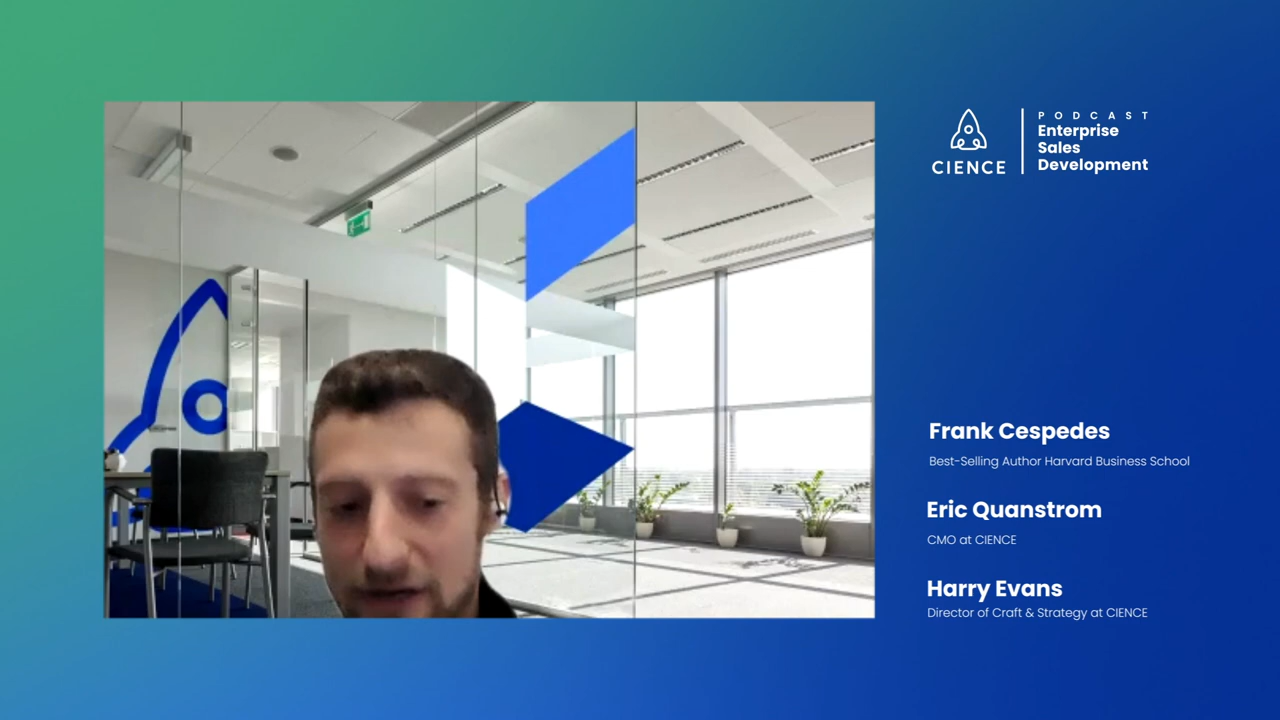 CIENCE
PODCAST
Enterprise
Sales
Development
Frank Cespedes
Best-Selling Author Harvard Business School
Eric Quanstrom
CMO at CIENCE
Harry Evans
Director of Craft & Strategy at CIENCE